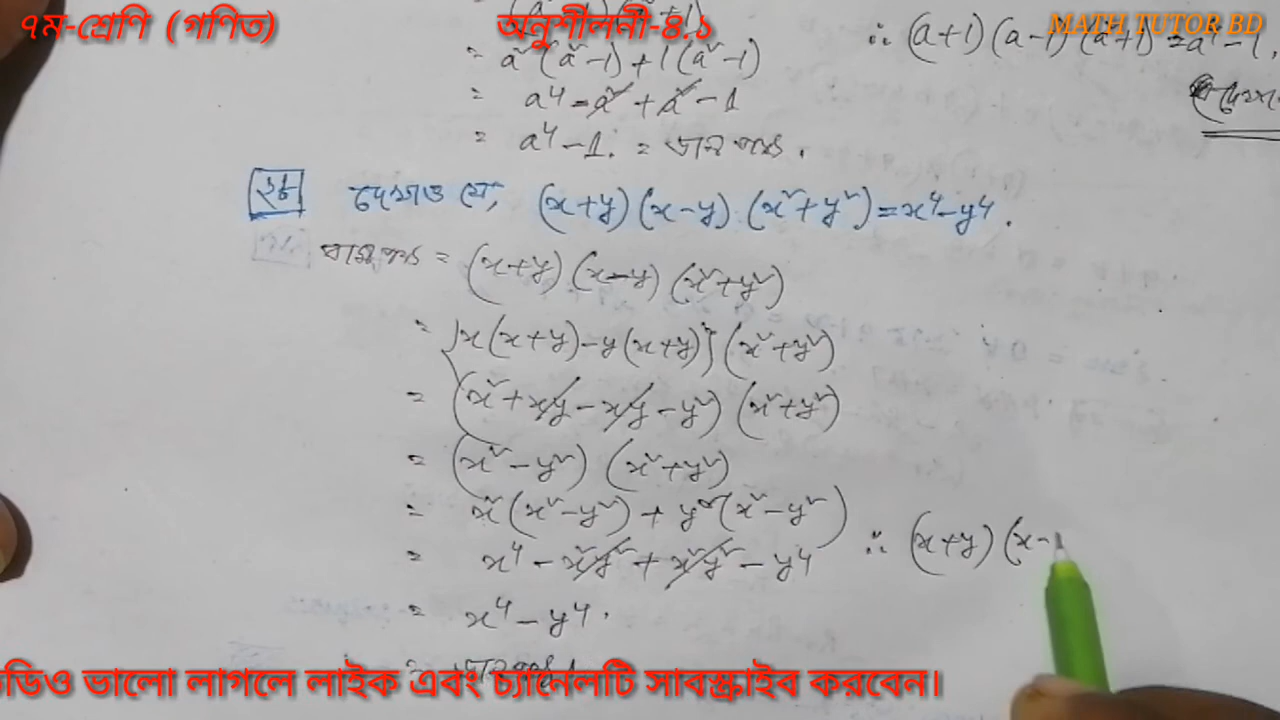 ৭ম-শ্রেণি (গণিত) অনুশীলনী-৪.১ MATH TUTOR BD
= a²(a²-1)+1(a²-1)
= a⁴-a²+a²-1
= a⁴-1. = ডানপক্ষ.
∴ (a+1)(a-1)(a²+1)=a⁴-1.
২৮ দেখাও যে, (x+y)(x-y)(x²+y²)=x⁴-y⁴.
বামপক্ষ = (x+y)(x-y)(x²+y²)
= {x(x+y)-y(x+y)}(x²+y²)
= (x²+xy-xy-y²)(x²+y²)
= (x²-y²)(x²+y²)
= x²(x²-y²)+y²(x²-y²)
= x⁴-x²y²+x²y²-y⁴
= x⁴-y⁴.
= ডানপক্ষ।
∴ (x+y)(x-
ভালো লাগলে লাইক এবং চ্যানেলটি সাবস্ক্রাইব করবেন।